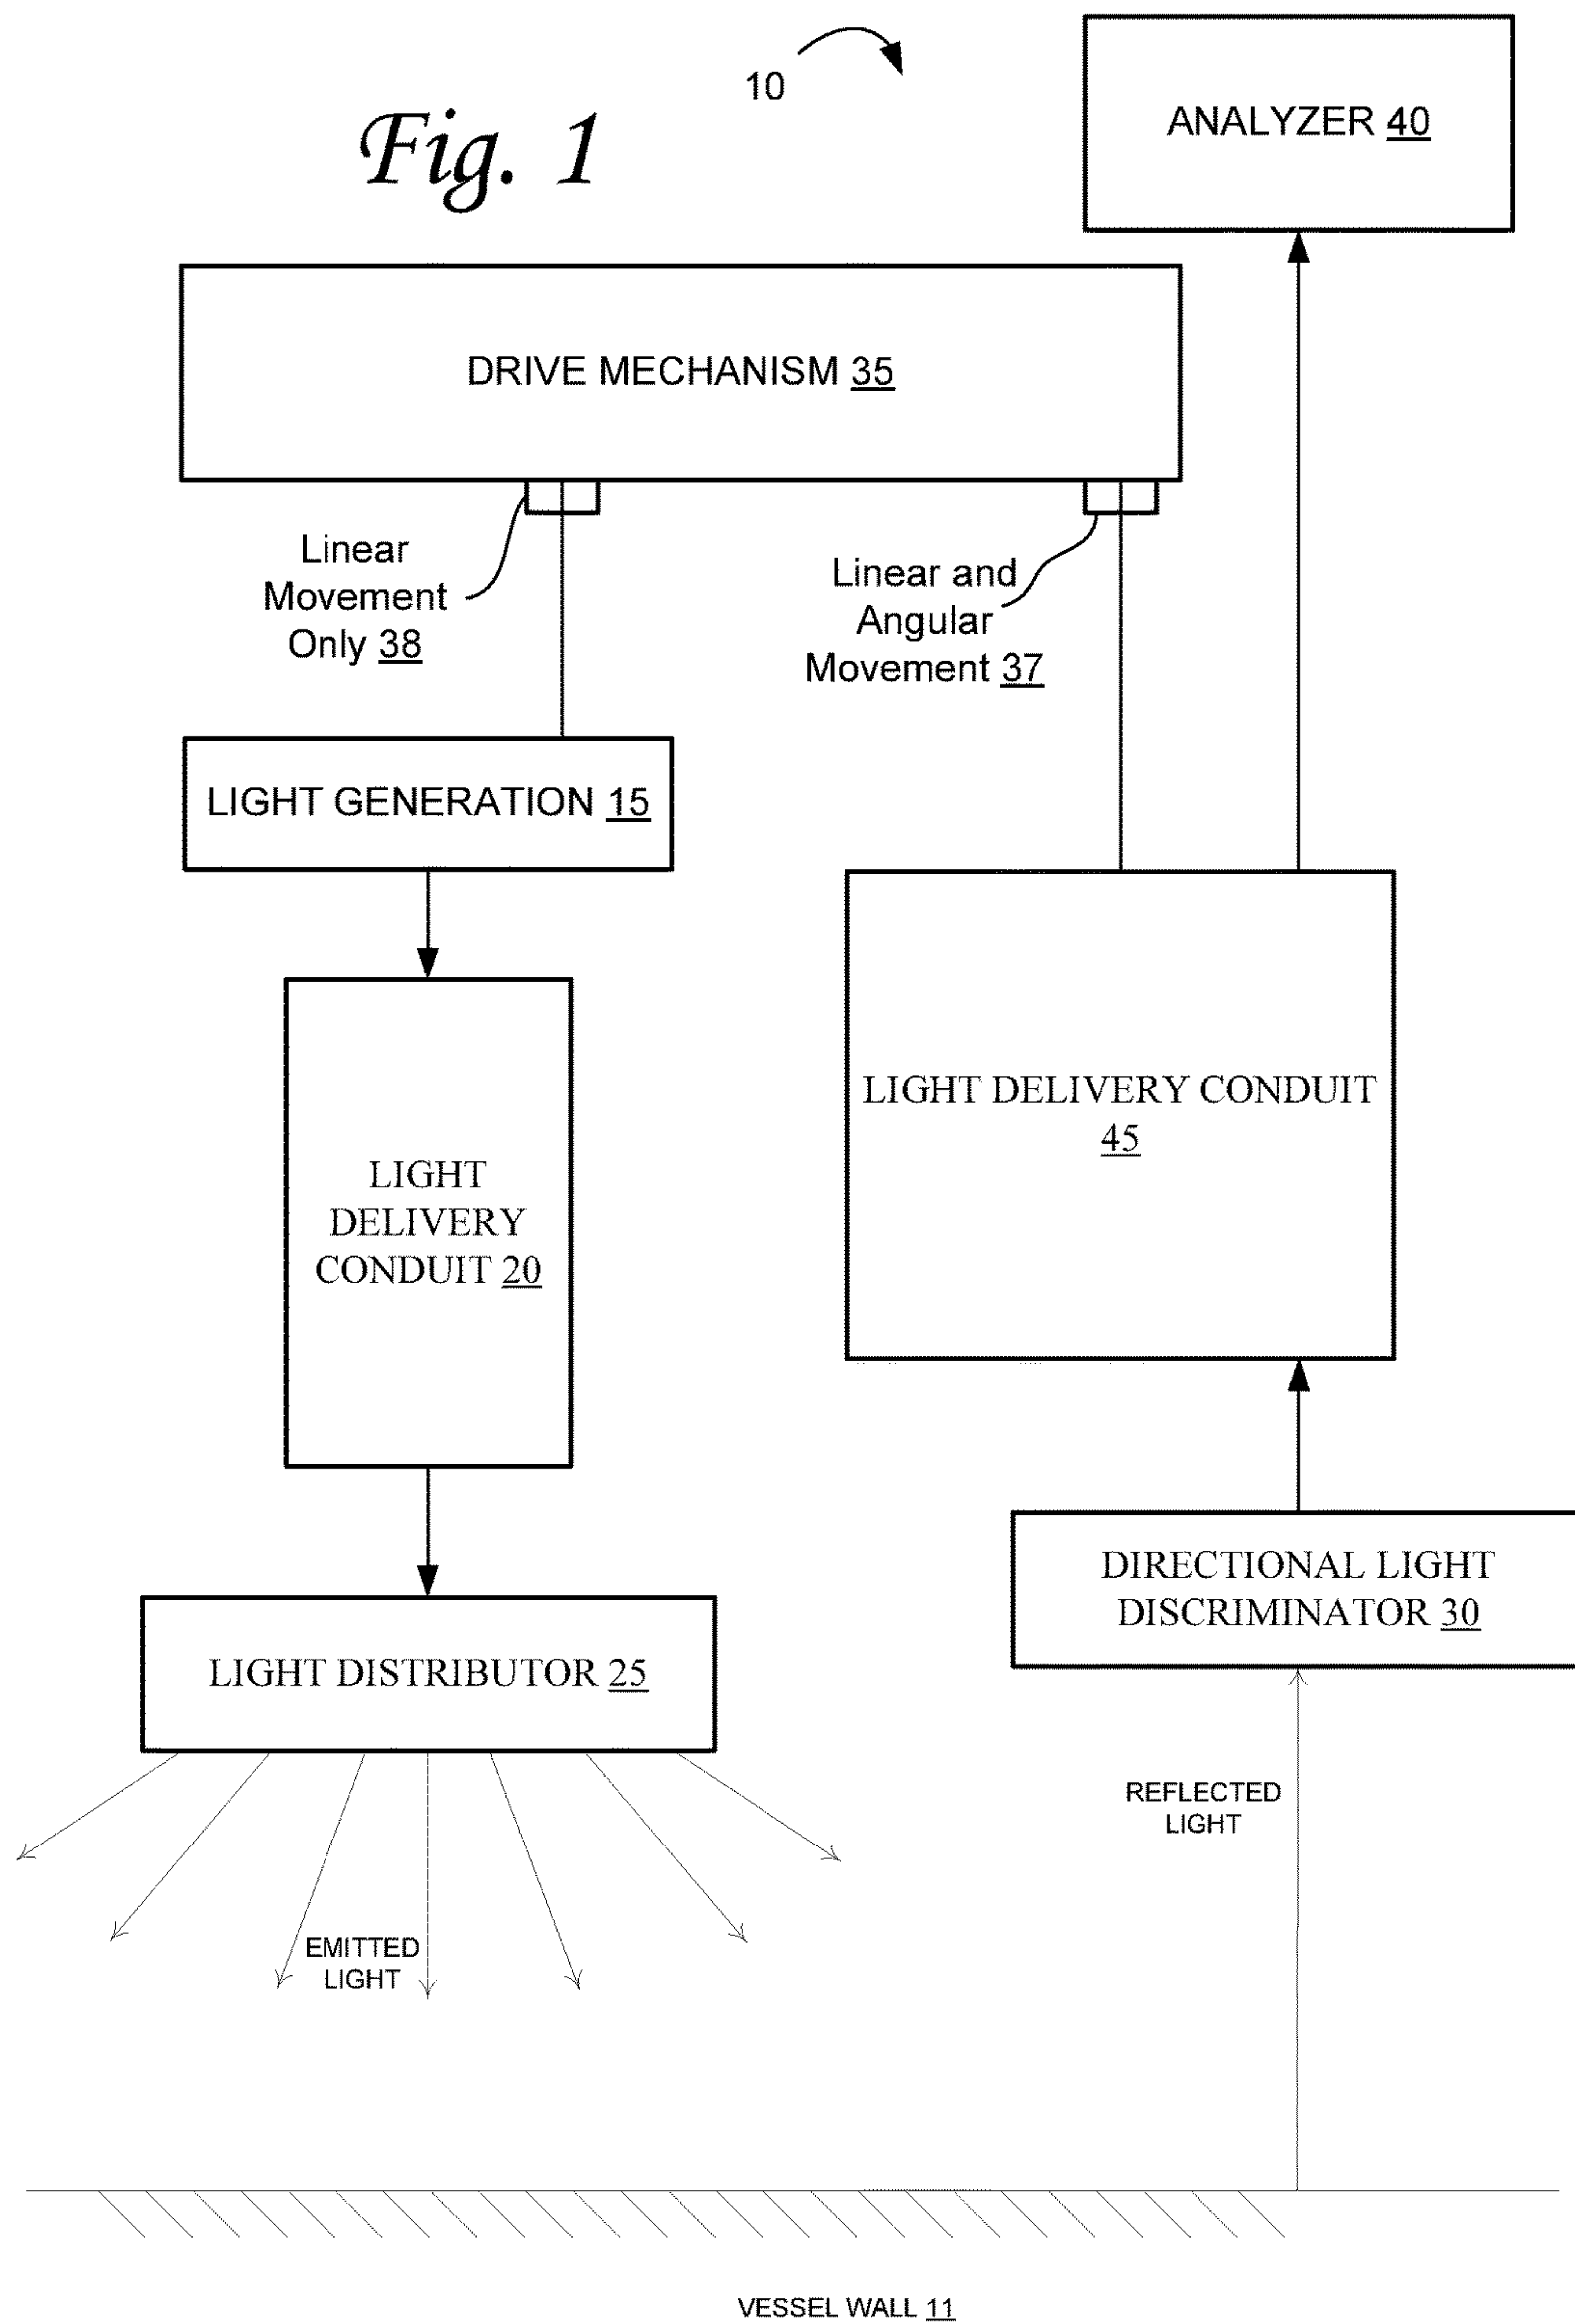 10
Fig. 1
ANALYZER 40
DRIVE MECHANISM 35
Linear
Movement
Only 38
Linear and
Angular
Movement 37
LIGHT GENERATION 15
LIGHT DELIVERY CONDUIT
45
LIGHT
DELIVERY
CONDUIT 20
DIRECTIONAL LIGHT
DISCRIMINATOR 30
LIGHT DISTRIBUTOR 25
REFLECTED
LIGHT
EMITTED
LIGHT
VESSEL WALL 11